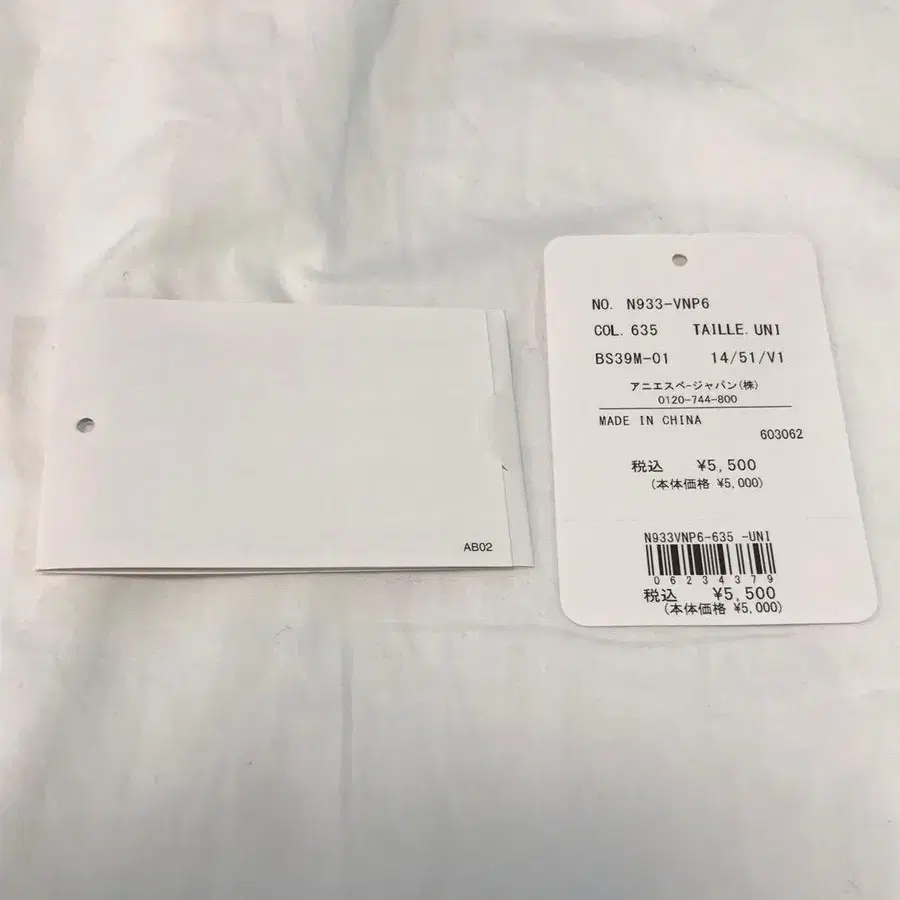 AB02
NO. N933-VNP6
COL. 635 TAILLE. UNI
BS39M-01 14/51/V1
アニエスベージャパン(株)
0120-744-800
MADE IN CHINA
603062
税込 ¥5,500
(本体価格 ¥5,000)
N933VNP6-635 -UNI
06234379
税込 ¥5,500
(本体価格 ¥5,000)